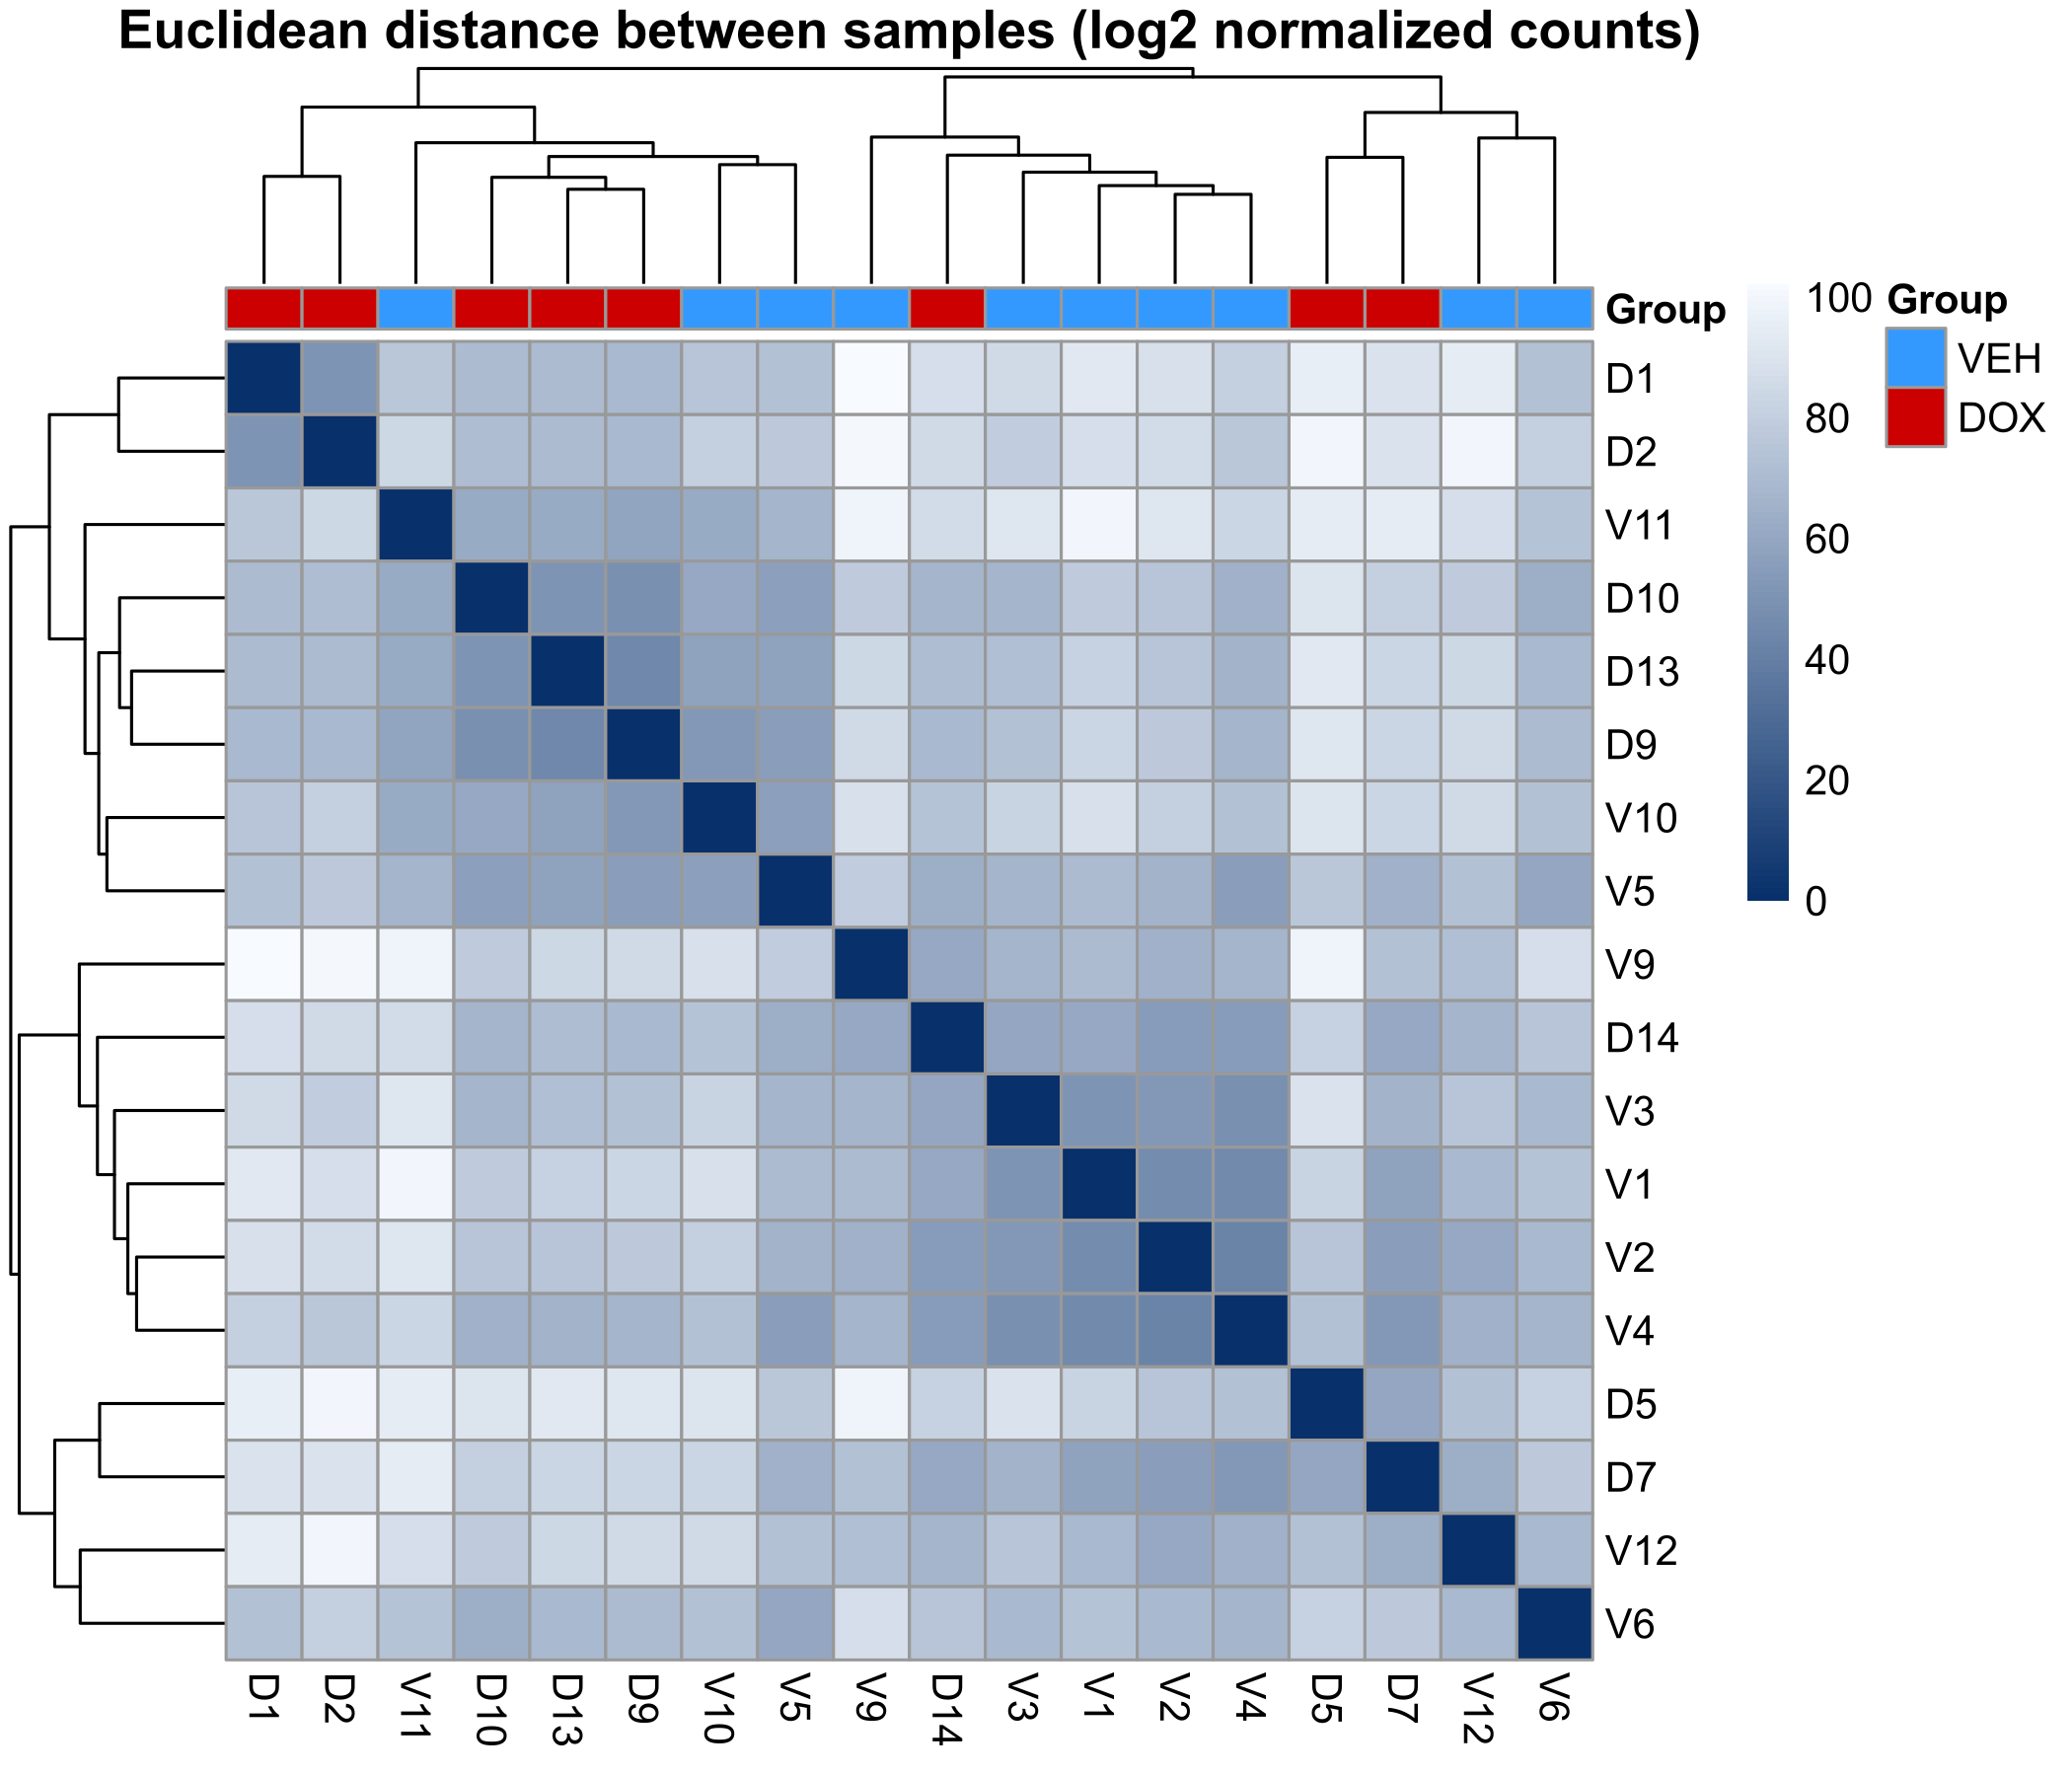 Euclidean distance between samples (log2 normalized counts)
Group
100
80
60
40
20
0
Group
VEH
DOX
D1
D2
V11
D10
D13
D9
V10
V5
V9
D14
V3
V1
V2
V4
D5
D7
V12
V6
D1
D2
V11
D10
D13
D9
V10
V5
V9
D14
V3
V1
V2
V4
D5
D7
V12
V6